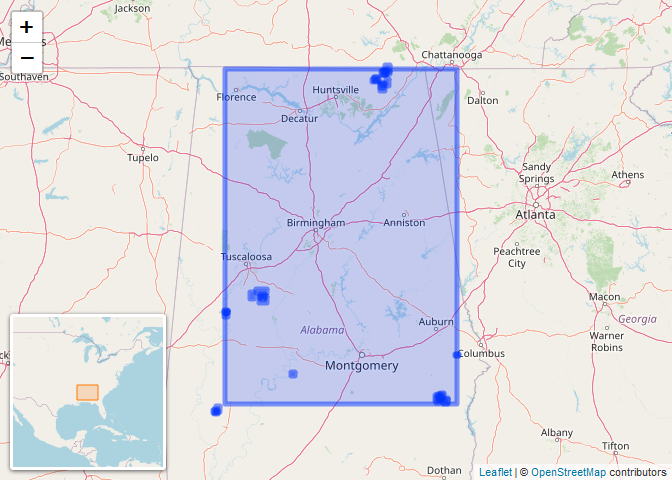 Jackson
+
−
Chattanooga
Southaven
Florence
Huntsville
Dalton
Decatur
Tupelo
Sandy
Springs
Athens
Atlanta
Birmingham
Anniston
Peachtree
City
Tuscaloosa
Macon
Alabama
Auburn
Georgia
Warner
Robins
Columbus
Montgomery
Albany
Tifton
Dothan
Leaflet | © OpenStreetMap contributors